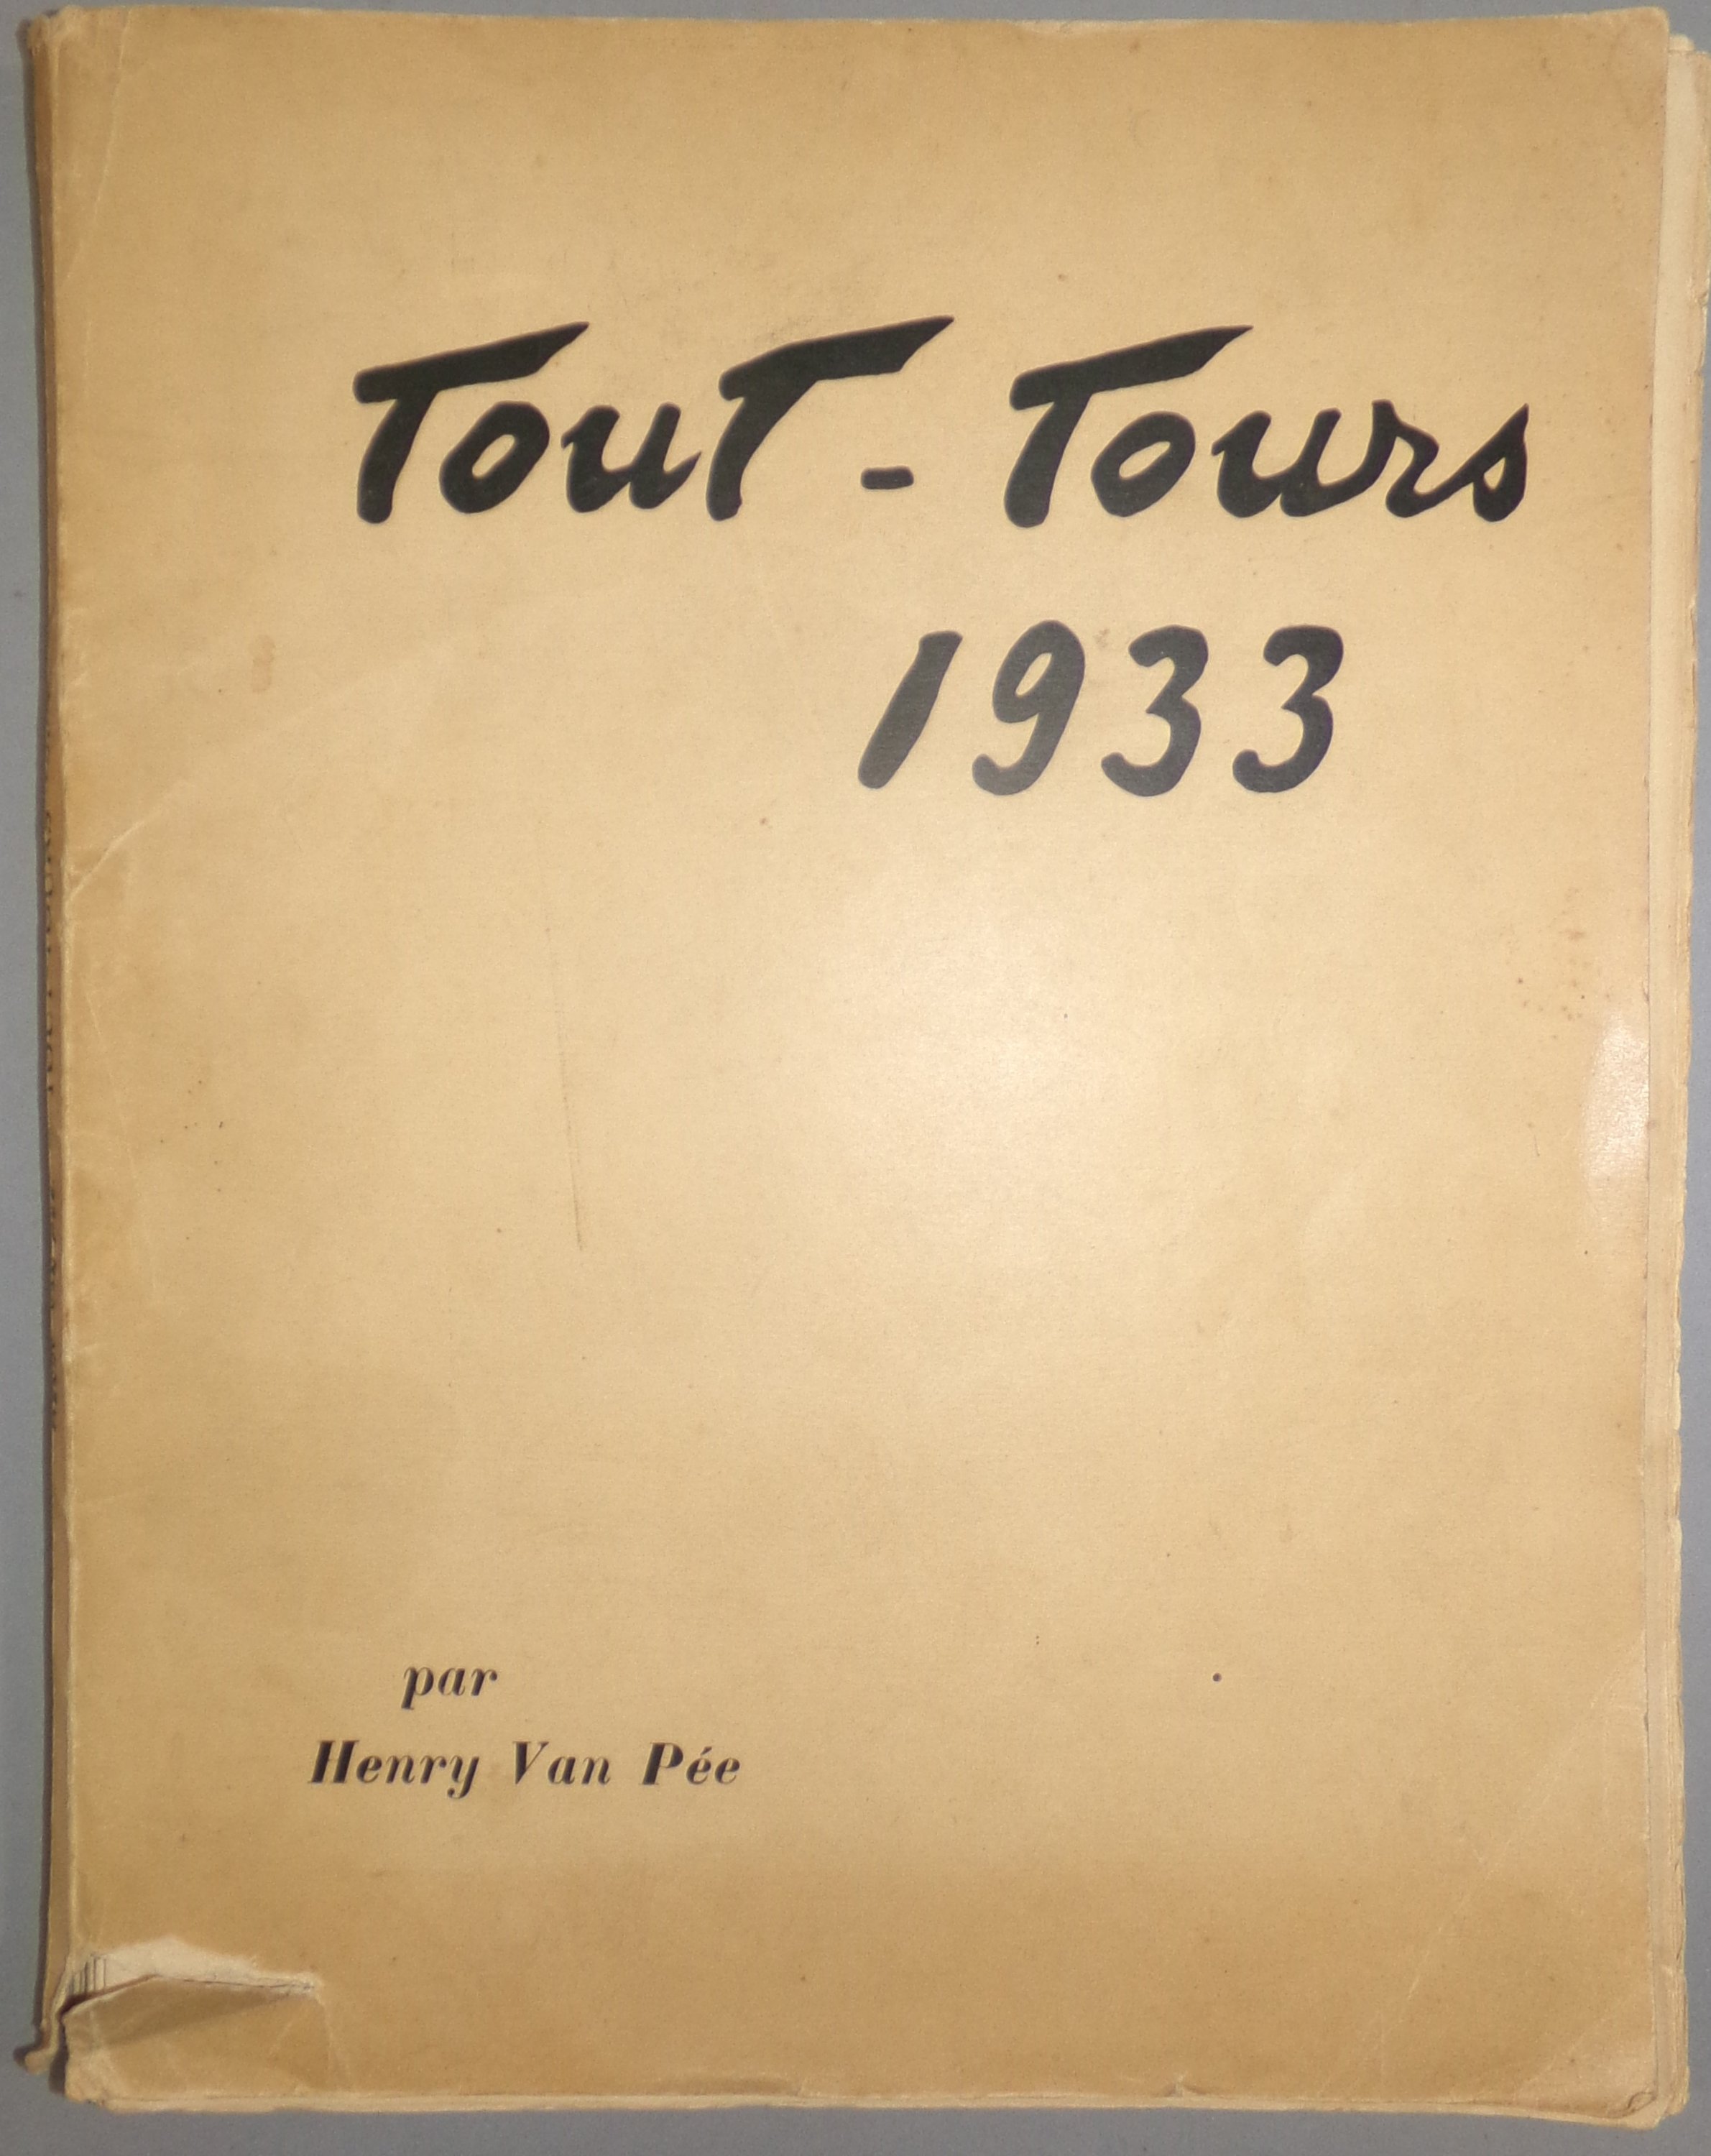 Tout - Tours
1933
par
Henry Van Pée